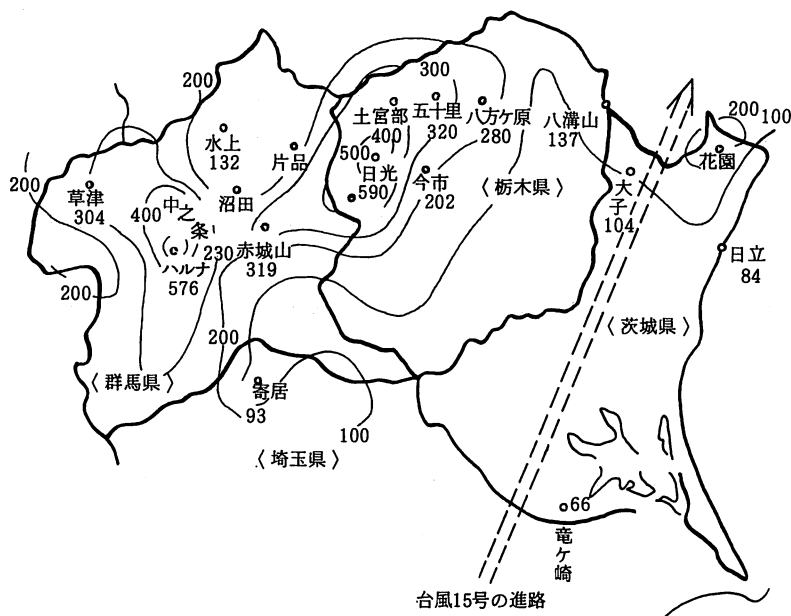 200
300
200
100
水上
132
片品
土宮部
400
五十里
320
八方ヶ原
280
八溝山
137
花園
200
草津
304
400
中之条
230
沼田
500
日光
590
今市
202
〈栃木県〉
大子
104
ハルナ
576
赤城山
319
日立
84
200
200
〈群馬県〉
〈茨城県〉
寄居
93
100
〈埼玉県〉
66
竜ヶ崎
台風15号の進路